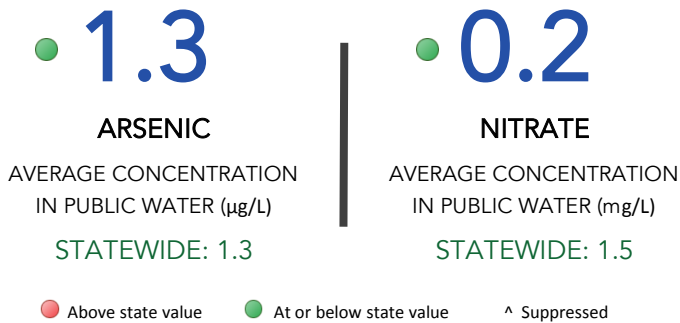 1.3
ARSENIC
AVERAGE CONCENTRATION
IN PUBLIC WATER (µg/L)
STATEWIDE: 1.3
0.2
NITRATE
AVERAGE CONCENTRATION
IN PUBLIC WATER (mg/L)
STATEWIDE: 1.5
Above state value
At or below state value
^ Suppressed